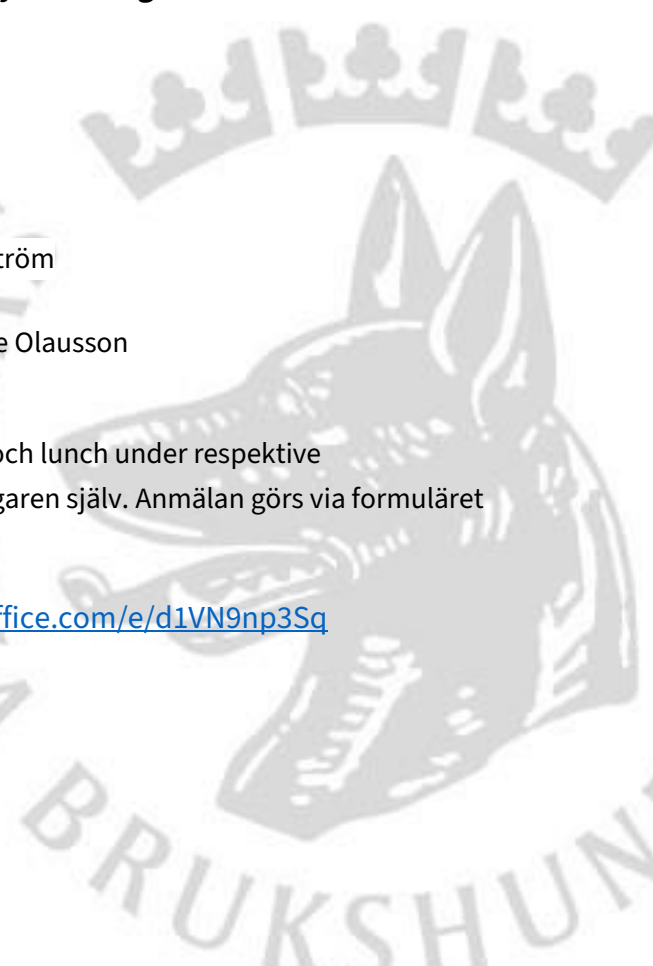 tröm
e Olausson
och lunch under respektive
garen själv. Anmälan görs via formuläret
ffice.com/e/d1VN9np3Sq
BRUKSHUN